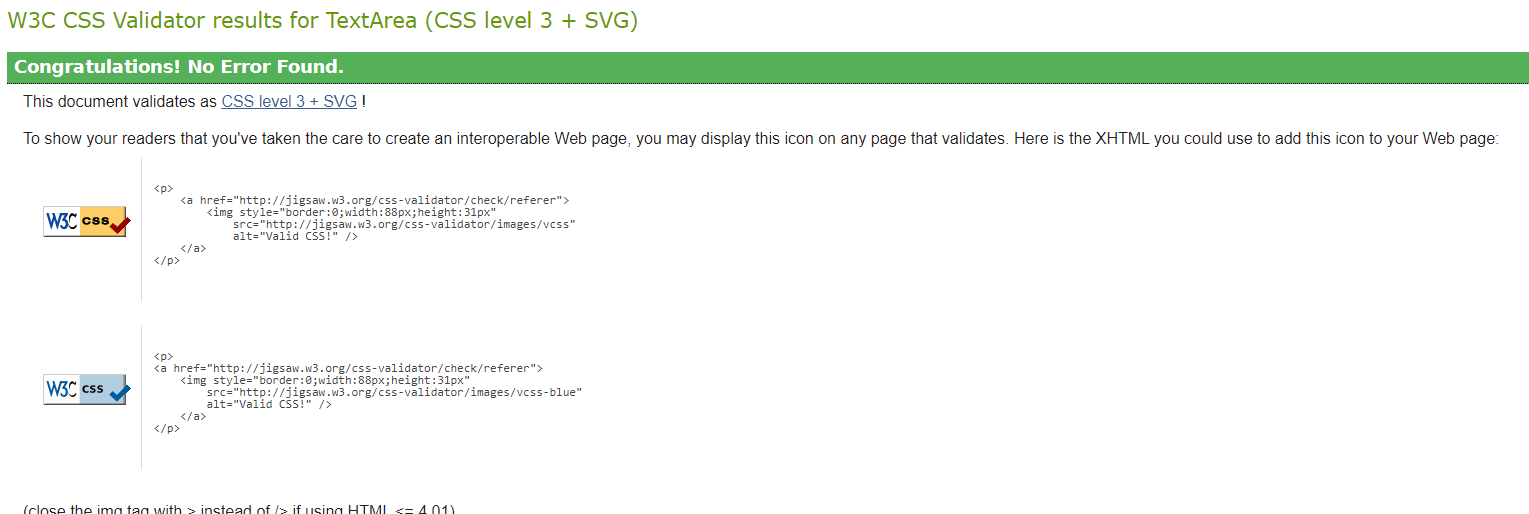 W3C CSS Validator results for TextArea (CSS level 3 + SVG)
Congratulations! No Error Found.
This document validates as CSS level 3 + SVG !
To show your readers that you've taken the care to create an interoperable Web page, you may display this icon on any page that validates. Here is the XHTML you could use to add this icon to your Web page:
W3C css
<p>
<a href="http://jigsaw.w3.org/css-validator/check/referer">
<img style="border:0;width:88px;height:31px"
src="http://jigsaw.w3.org/css-validator/images/vcss"
alt="Valid CSS!" />
</a>
</p>
W3C css
<p>
<a href="http://jigsaw.w3.org/css-validator/check/referer">
<img style="border:0;width:88px;height:31px"
src="http://jigsaw.w3.org/css-validator/images/vcss-blue"
alt="Valid CSS!" />
</a>
</p>
(close the img tag with > instead of /> if using HTML <= 4.01)